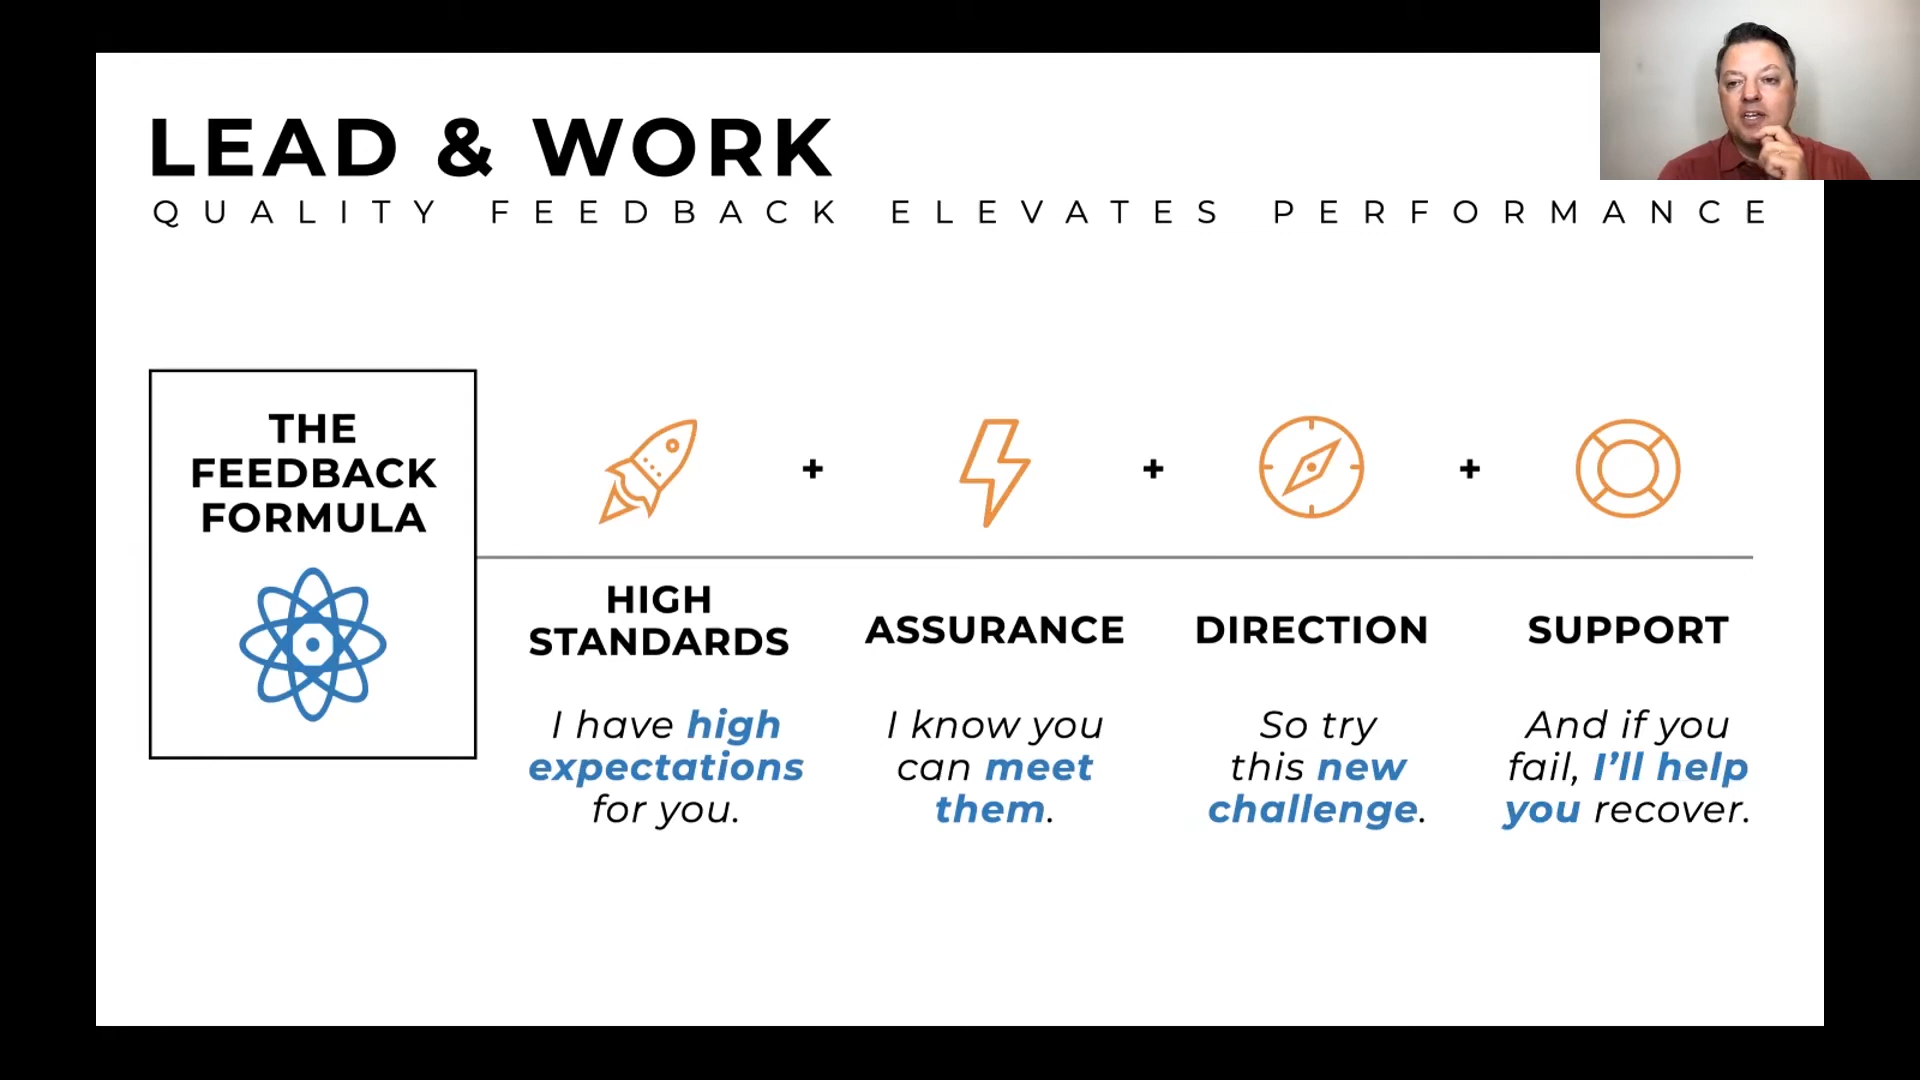 LEAD & WORK
QUALITY FEEDBACK ELEVATES PERFORMANCE
THE
FEEDBACK
FORMULA
+
+
+
HIGH
STANDARDS
ASSURANCE
DIRECTION
SUPPORT
I have high
expectations
for you.
I know you
can meet
them.
So try
this new
challenge.
And if you
fail, I’ll help
you recover.